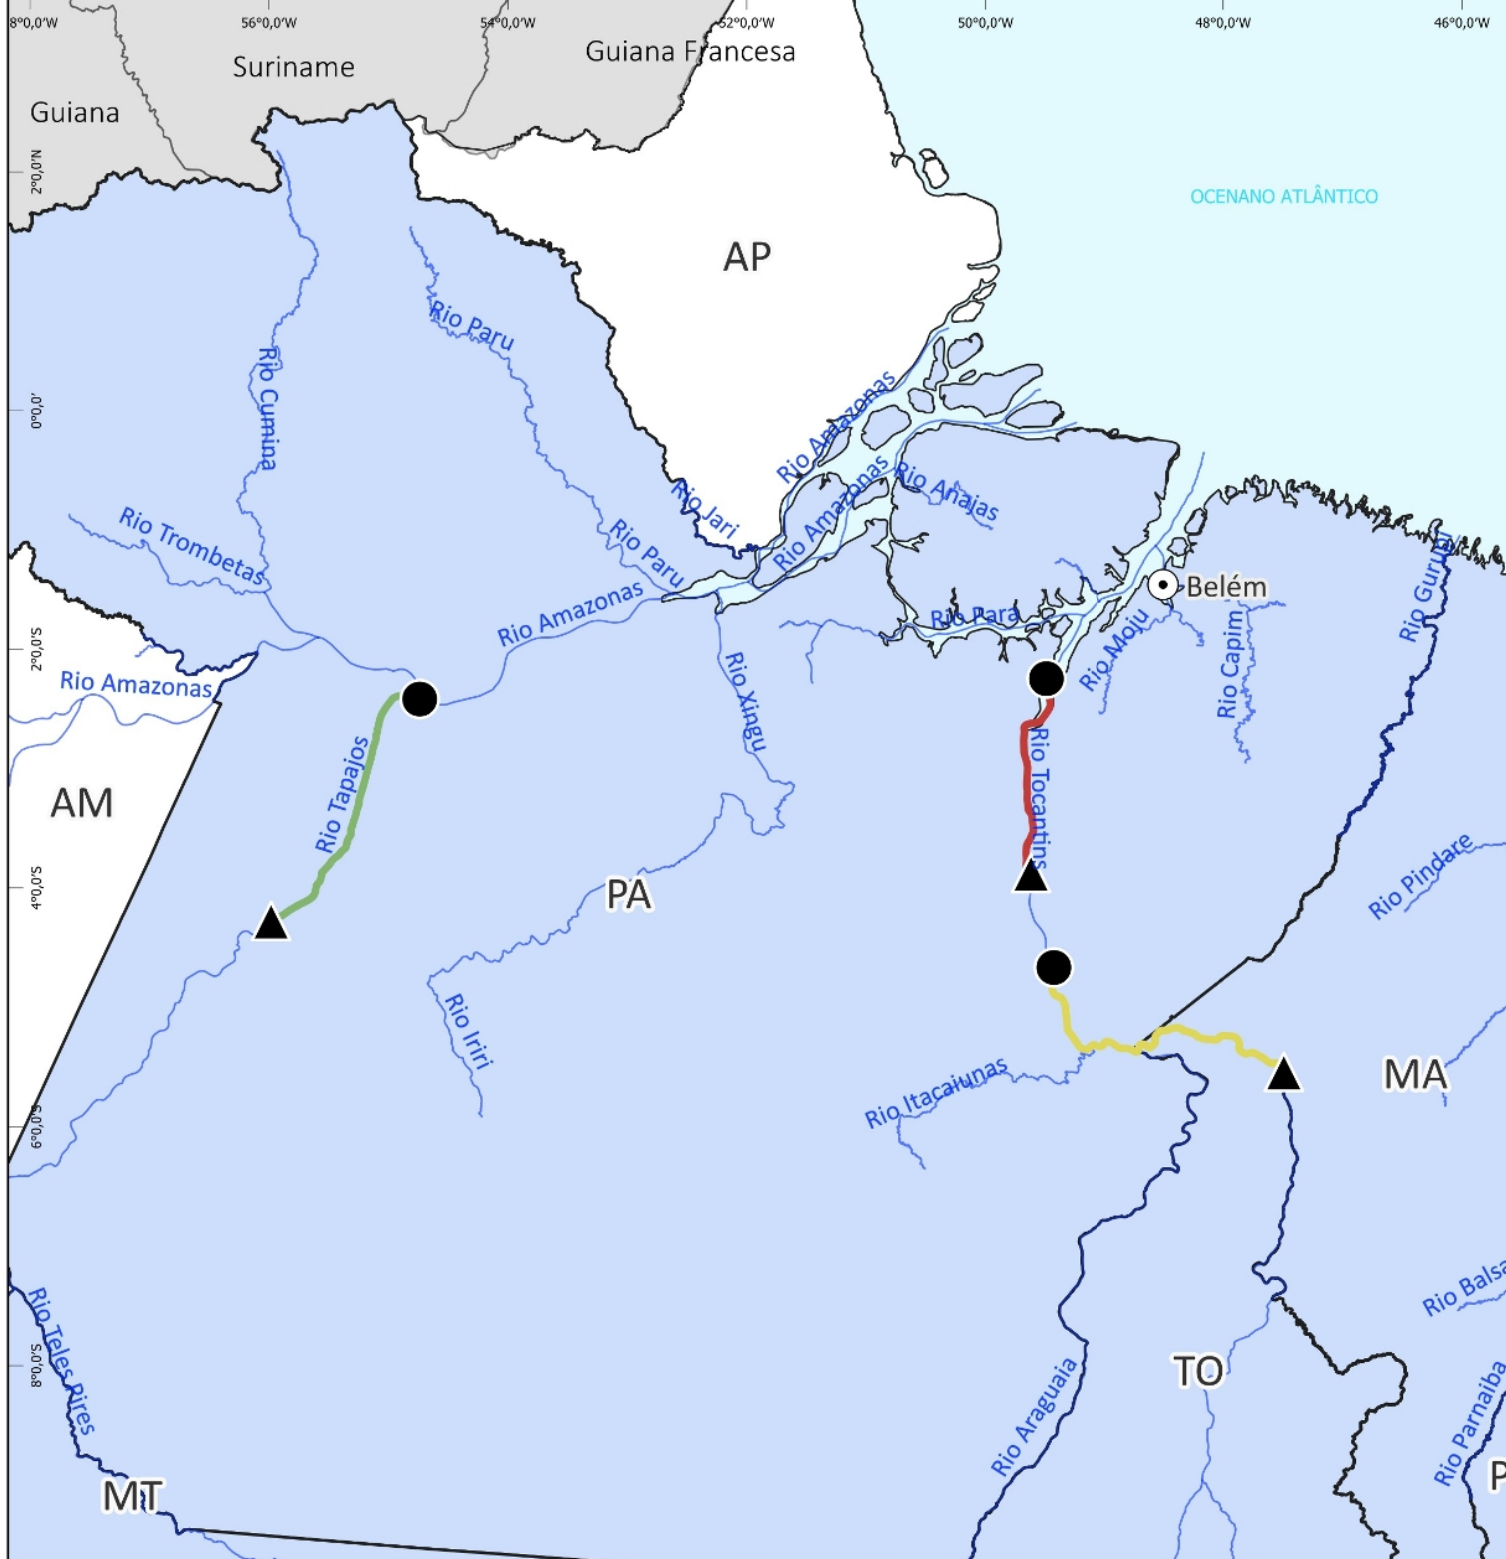 8°0,0'W
56°0,0'W
54°0,0'W
52°0,0'W
50°0,0'W
48°0,0'W
46°0,0'W
Guiana Francesa
Suriname
Guiana
2°0,0'N
OCENANO ATLÂNTICO
AP
Rio Paru
Rio Cumina
0°0,0'
Rio Amazonas
Rio Jari
Rio Amazonas
Rio Anajas
Rio Trombetas
Rio Paru
Rio Gurupi
Belém
Rio Amazonas
Rio Para
Rio Moju
Rio Capim
2°0,0'S
Rio Amazonas
Rio Xingu
Rio Tapajos
Rio Tocantins
AM
4°0,0'S
PA
Rio Pindare
Rio Iriri
Rio Itacaiunas
MA
6°0,0'S
Rio Balsa
Rio Teles Pires
8°0,0'S
TO
Rio Araguaia
Rio Parnaiba
MT
P